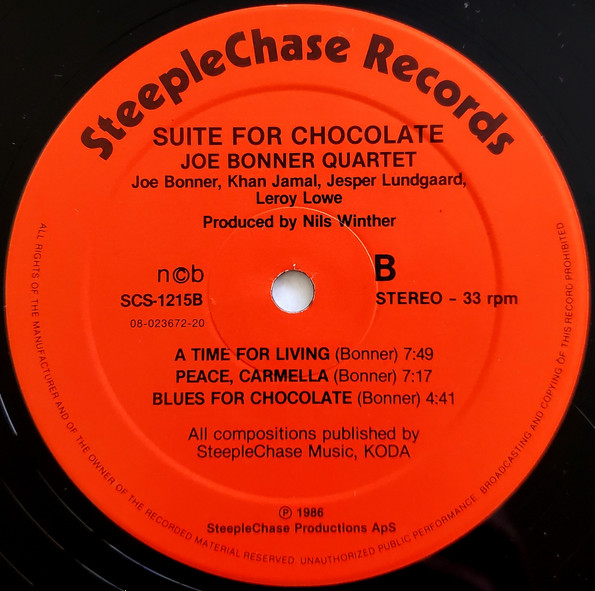 SteepleChase Records
SUITE FOR CHOCOLATE
JOE BONNER QUARTET
Joe Bonner, Khan Jamal, Jesper Lundgaard,
Leroy Lowe
Produced by Nils Winther
n©b
B
SCS-1215B
STEREO - 33 rpm
08-023672-20
A TIME FOR LIVING (Bonner) 7:49
PEACE, CARMELLA (Bonner) 7:17
BLUES FOR CHOCOLATE (Bonner) 4:41
All compositions published by
SteepleChase Music, KODA
℗ 1986
SteepleChase Productions ApS
ALL RIGHTS OF THE MANUFACTURER AND OF THE OWNER OF THE RECORDED MATERIAL RESERVED. UNAUTHORIZED PUBLIC PERFORMANCE, BROADCASTING AND COPYING OF THIS RECORD PROHIBITED